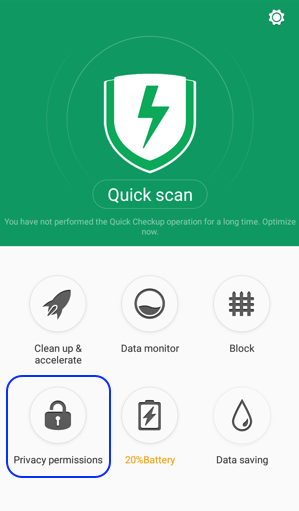 Quick scan
You have not performed the Quick Checkup operation for a long time. Optimize
now.
Clean up &
accelerate
Data monitor
Block
Privacy permissions
20%Battery
Data saving